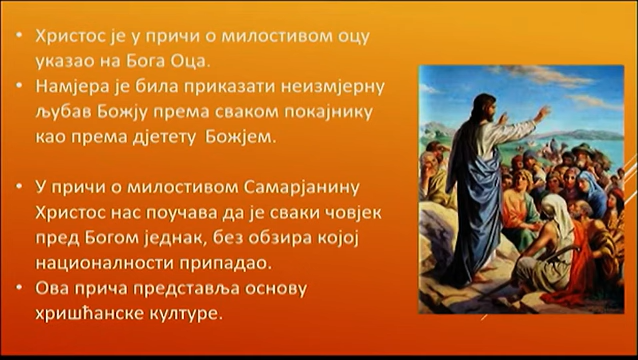 • Христос је у причи о милостивом оцу
указао на Бога Оца.
• Намјера је била приказати неизмјерну
љубав Божју према сваком покајнику
као према дјетету Божјем.
• У причи о милостивом Самарјанину
Христос нас поучава да је сваки човјек
пред Богом једнак, без обзира којој
националности припадао.
• Ова прича представља основу
хришћанске културе.